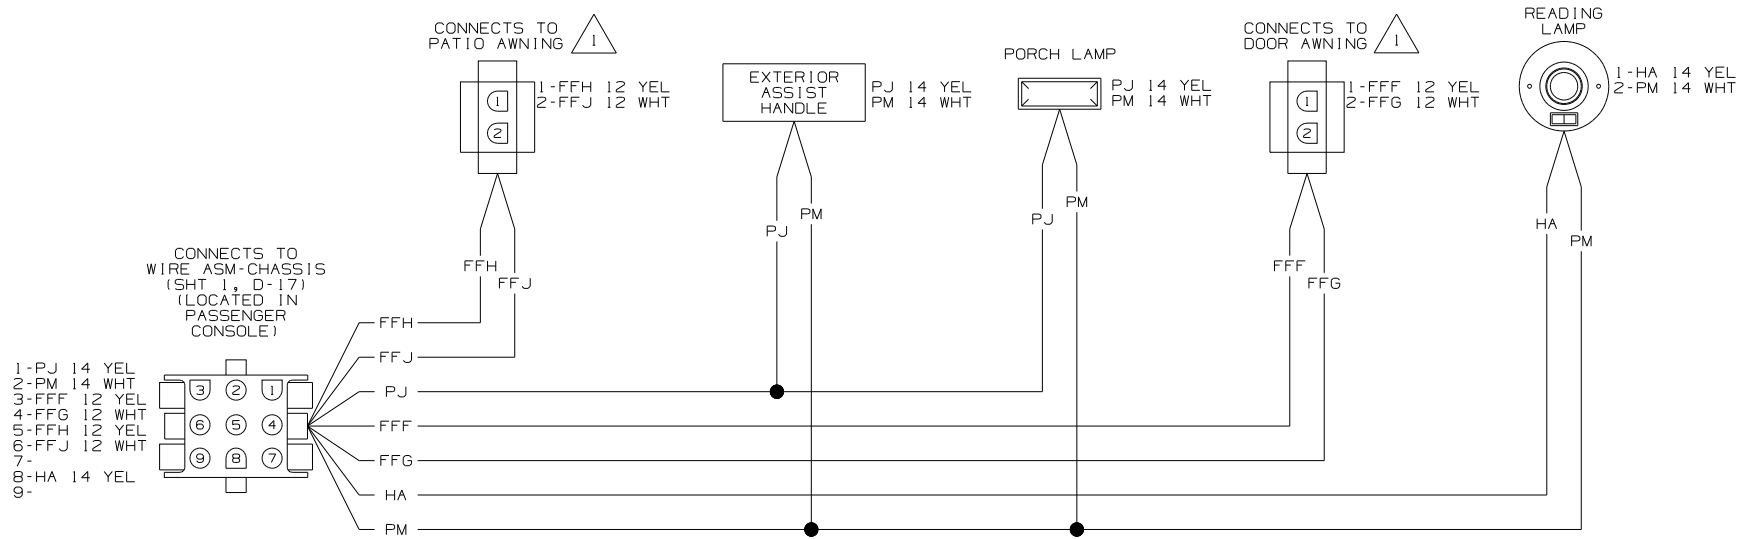 CONNECTS TO
PATIO AWNING
1
1-FFH 12 YEL
2-FFJ 12 WHT
1
2
EXTERIOR
ASSIST
HANDLE
PJ 14 YEL
PM 14 WHT
PORCH LAMP
PJ 14 YEL
PM 14 WHT
CONNECTS TO
DOOR AWNING
1
1-FFF 12 YEL
2-FFG 12 WHT
1
2
READING
LAMP
1-HA 14 YEL
2-PM 14 WHT
FFH
FFJ
PJ
PM
PJ
PM
FFF
FFG
HA
PM
CONNECTS TO
WIRE ASM-CHASSIS
(SHT 1, D-17)
(LOCATED IN
PASSENGER
CONSOLE)
1-PJ 14 YEL
2-PM 14 WHT
3-FFF 12 YEL
4-FFG 12 WHT
5-FFH 12 YEL
6-FFJ 12 WHT
7-
8-HA 14 YEL
9-
3 2 1
6 5 4
9 8 7
FFH
FFJ
PJ
FFF
FFG
HA
PM